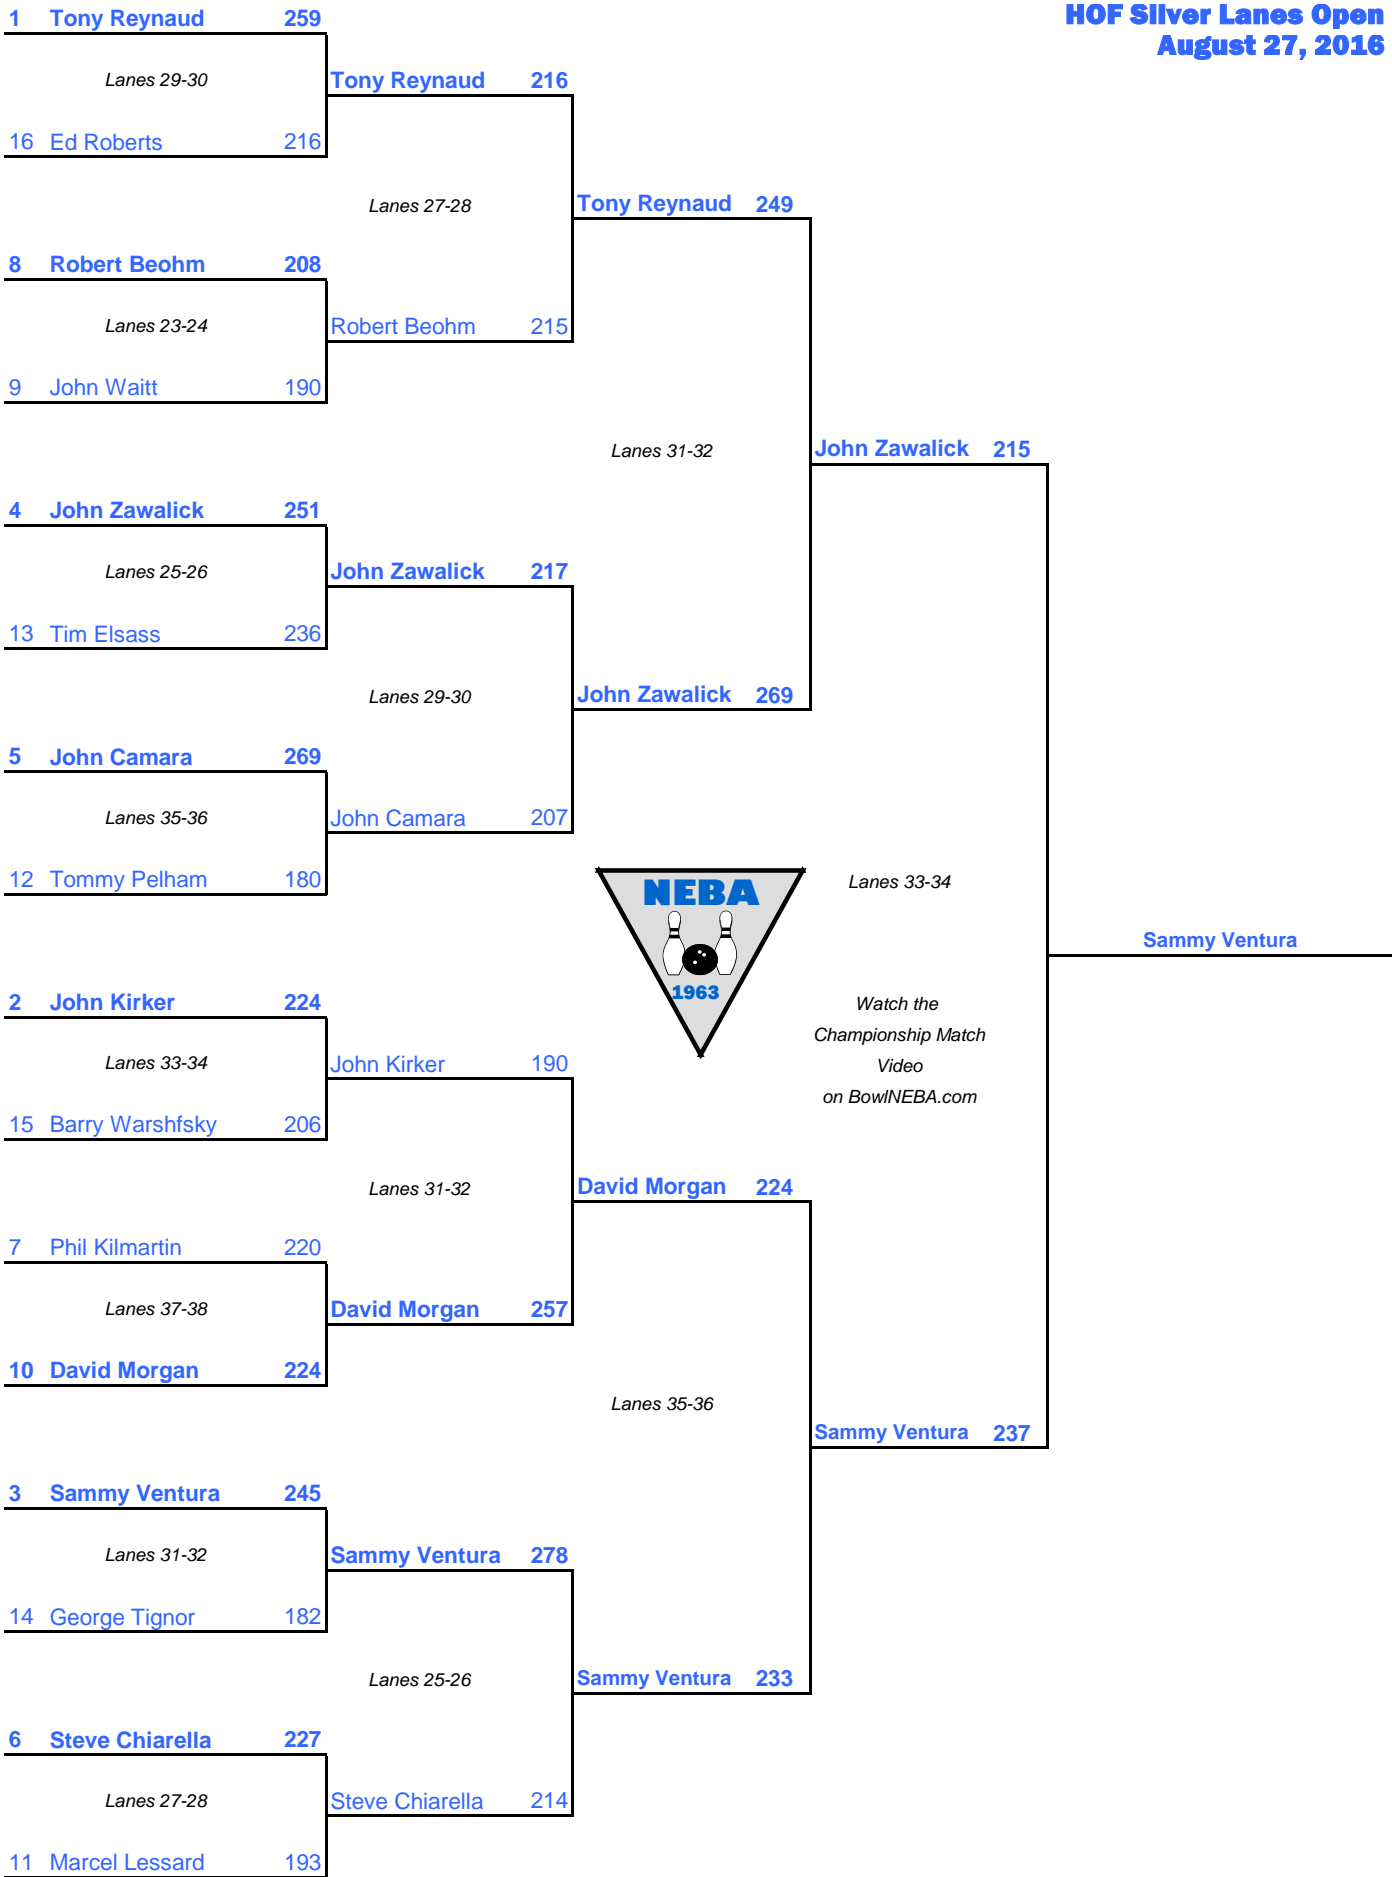 HOF Silver Lanes Open
August 27, 2016
1 Tony Reynaud 259
Lanes 29-30
Tony Reynaud 216
16 Ed Roberts 216
Lanes 27-28
Tony Reynaud 249
8 Robert Beohm 208
Lanes 23-24
Robert Beohm 215
9 John Waitt 190
Lanes 31-32
John Zawalick 215
4 John Zawalick 251
Lanes 25-26
John Zawalick 217
13 Tim Elsass 236
Lanes 29-30
John Zawalick 269
5 John Camara 269
Lanes 35-36
John Camara 207
12 Tommy Pelham 180
NEBA
1963
Lanes 33-34
Sammy Ventura
Watch the
Championship Match
Video
on BowlNEBA.com
2 John Kirker 224
Lanes 33-34
John Kirker 190
15 Barry Warshfsky 206
Lanes 31-32
David Morgan 224
7 Phil Kilmartin 220
Lanes 37-38
David Morgan 257
10 David Morgan 224
Lanes 35-36
Sammy Ventura 237
3 Sammy Ventura 245
Lanes 31-32
Sammy Ventura 278
14 George Tignor 182
Lanes 25-26
Sammy Ventura 233
6 Steve Chiarella 227
Lanes 27-28
Steve Chiarella 214
11 Marcel Lessard 193